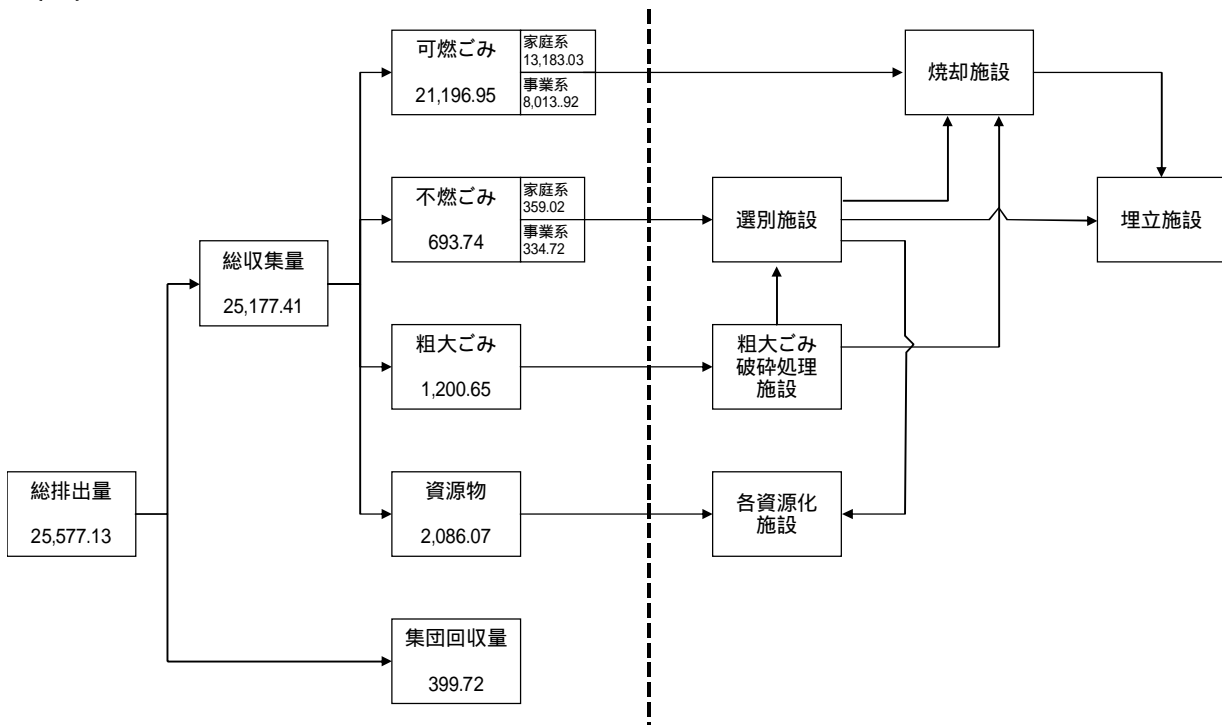 可燃ごみ
21,196.95
家庭系
13,183.03
事業系
8,013..92
焼却施設
不燃ごみ
693.74
家庭系
359.02
事業系
334.72
選別施設
埋立施設
総収集量
25,177.41
粗大ごみ
1,200.65
粗大ごみ
破砕処理
施設
総排出量
25,577.13
資源物
2,086.07
各資源化
施設
集団回収量
399.72